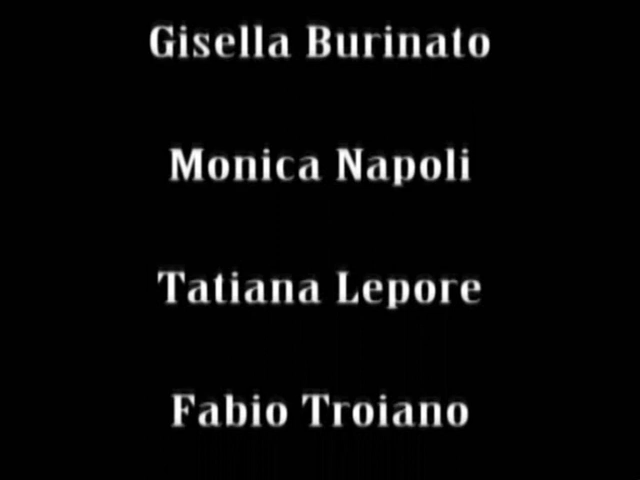 Gisella Burinato
Monica Napoli
Tatiana Lepore
Fabio Troiano